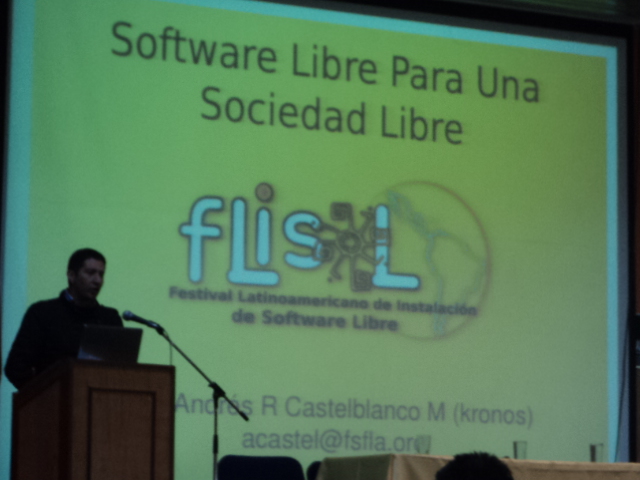 Software Libre Para Una
Sociedad Libre
fLisoL
Festival Latinoamericano de Instalación
de Software Libre
Andrés R Castelblanco M (kronos)
acastel@fsfla.org